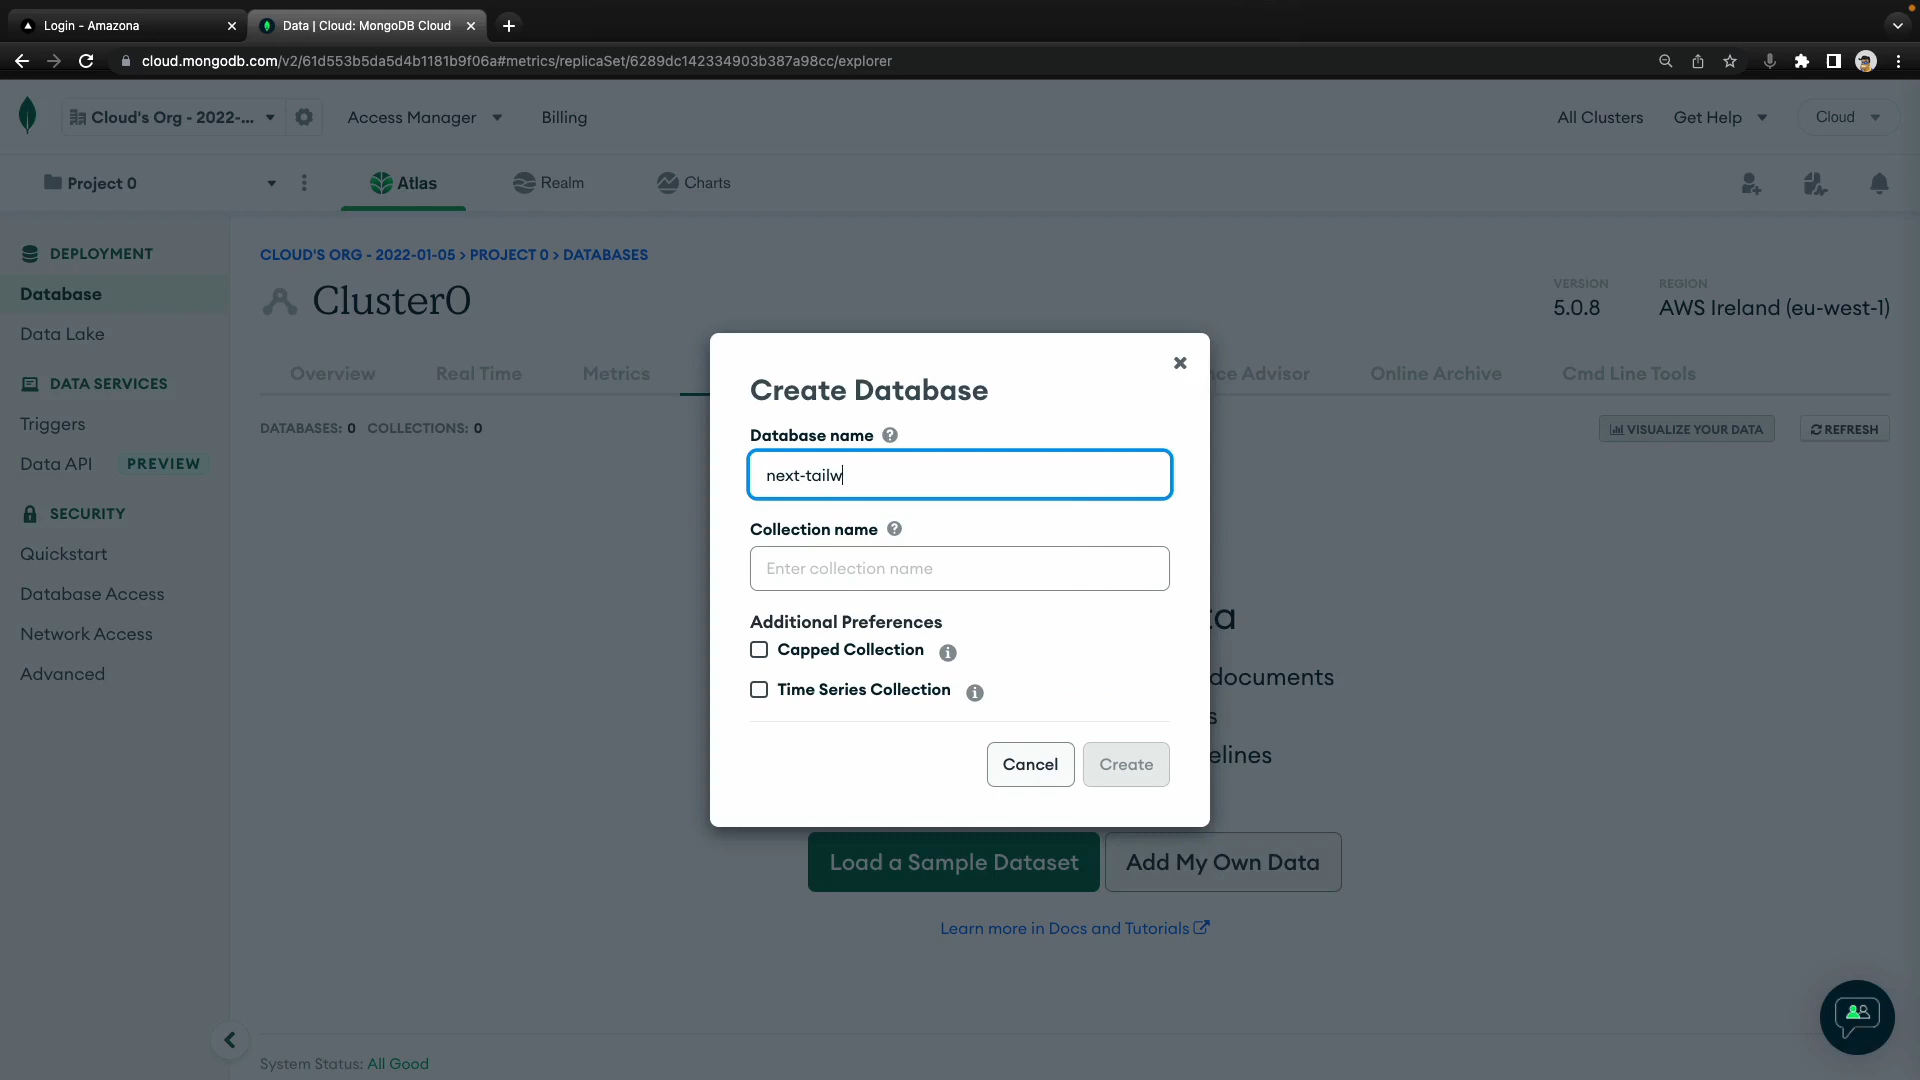 Login - Amazona
Data | Cloud: MongoDB Cloud
cloud.mongodb.com/v2/61d553b5da5d4b1181b9f06a#metrics/replicaSet/6289dc142334903b387a98cc/explorer
Cloud's Org - 2022-...
Access Manager
Billing
All Clusters
Get Help
Cloud
Project 0
Atlas
Realm
Charts
DEPLOYMENT
Database
Data Lake
DATA SERVICES
Triggers
Data API PREVIEW
SECURITY
Quickstart
Database Access
Network Access
Advanced
CLOUD'S ORG - 2022-01-05 > PROJECT 0 > DATABASES
Cluster0
VERSION
5.0.8
REGION
AWS Ireland (eu-west-1)
Overview
Real Time
Metrics
nce Advisor
Online Archive
Cmd Line Tools
DATABASES: 0 COLLECTIONS: 0
VISUALIZE YOUR DATA
REFRESH
Create Database
Database name
next-tailw
Collection name
Enter collection name
Additional Preferences
Capped Collection
Time Series Collection
Cancel
Create
ta
documents
s
elines
Load a Sample Dataset
Add My Own Data
Learn more in Docs and Tutorials
System Status: All Good